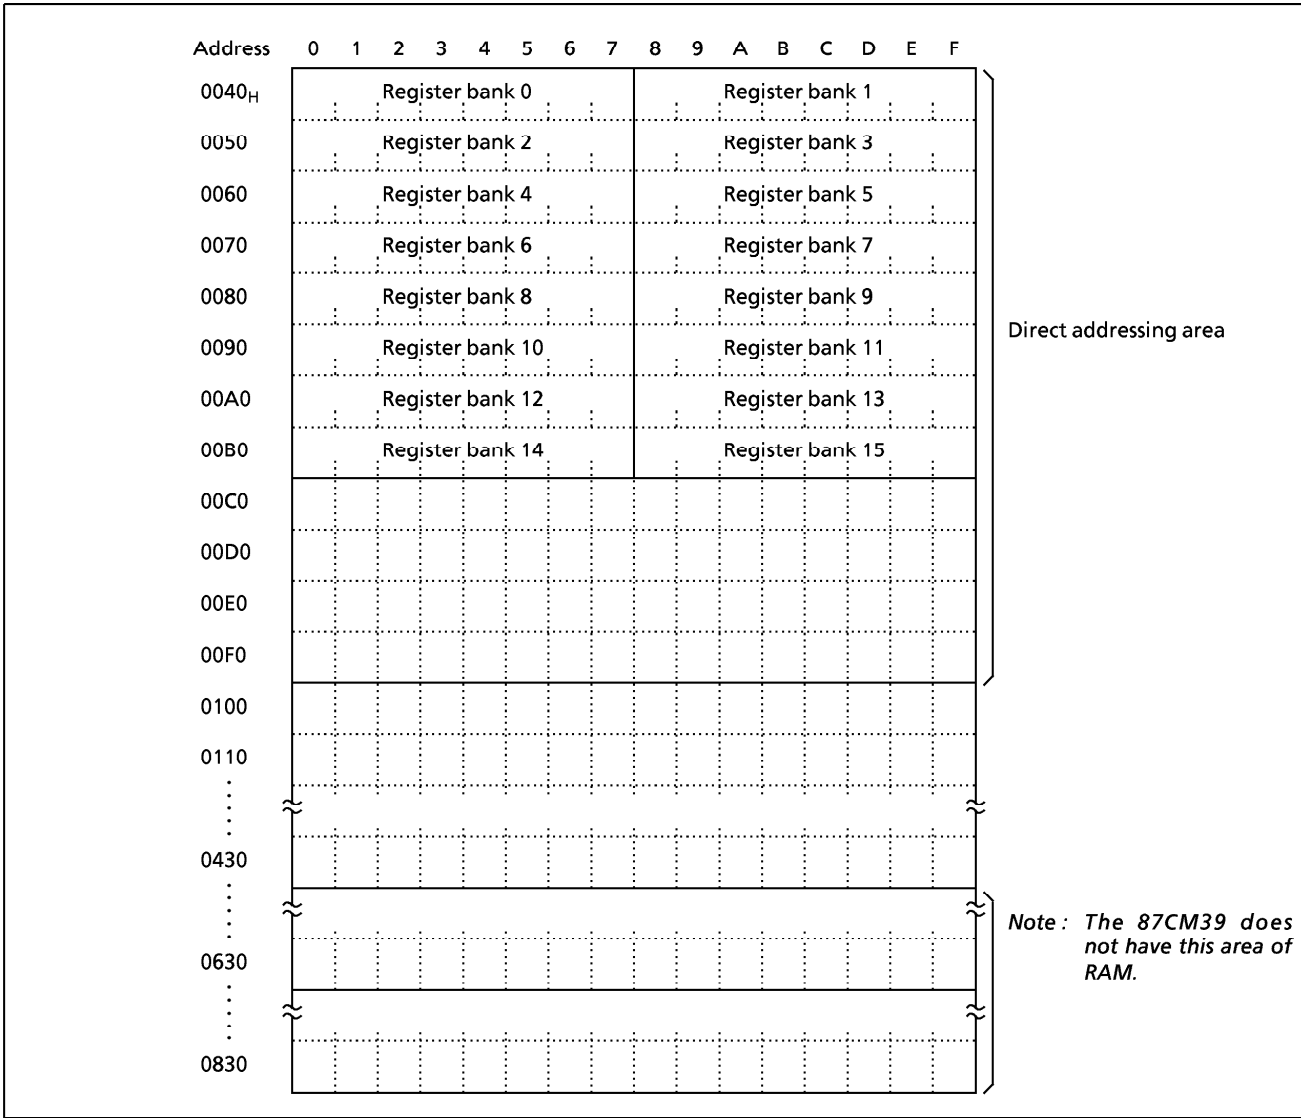 Address 0 1 2 3 4 5 6 7 8 9 A B C D E F
0040H Register bank 0 Register bank 1
0050 Register bank 2 Register bank 3
0060 Register bank 4 Register bank 5
0070 Register bank 6 Register bank 7
0080 Register bank 8 Register bank 9
Direct addressing area
0090 Register bank 10 Register bank 11
00A0 Register bank 12 Register bank 13
00B0 Register bank 14 Register bank 15
00C0
00D0
00E0
00F0
0100
0110
0430
Note : The 87CM39 does
not have this area of
RAM.
0630
0830